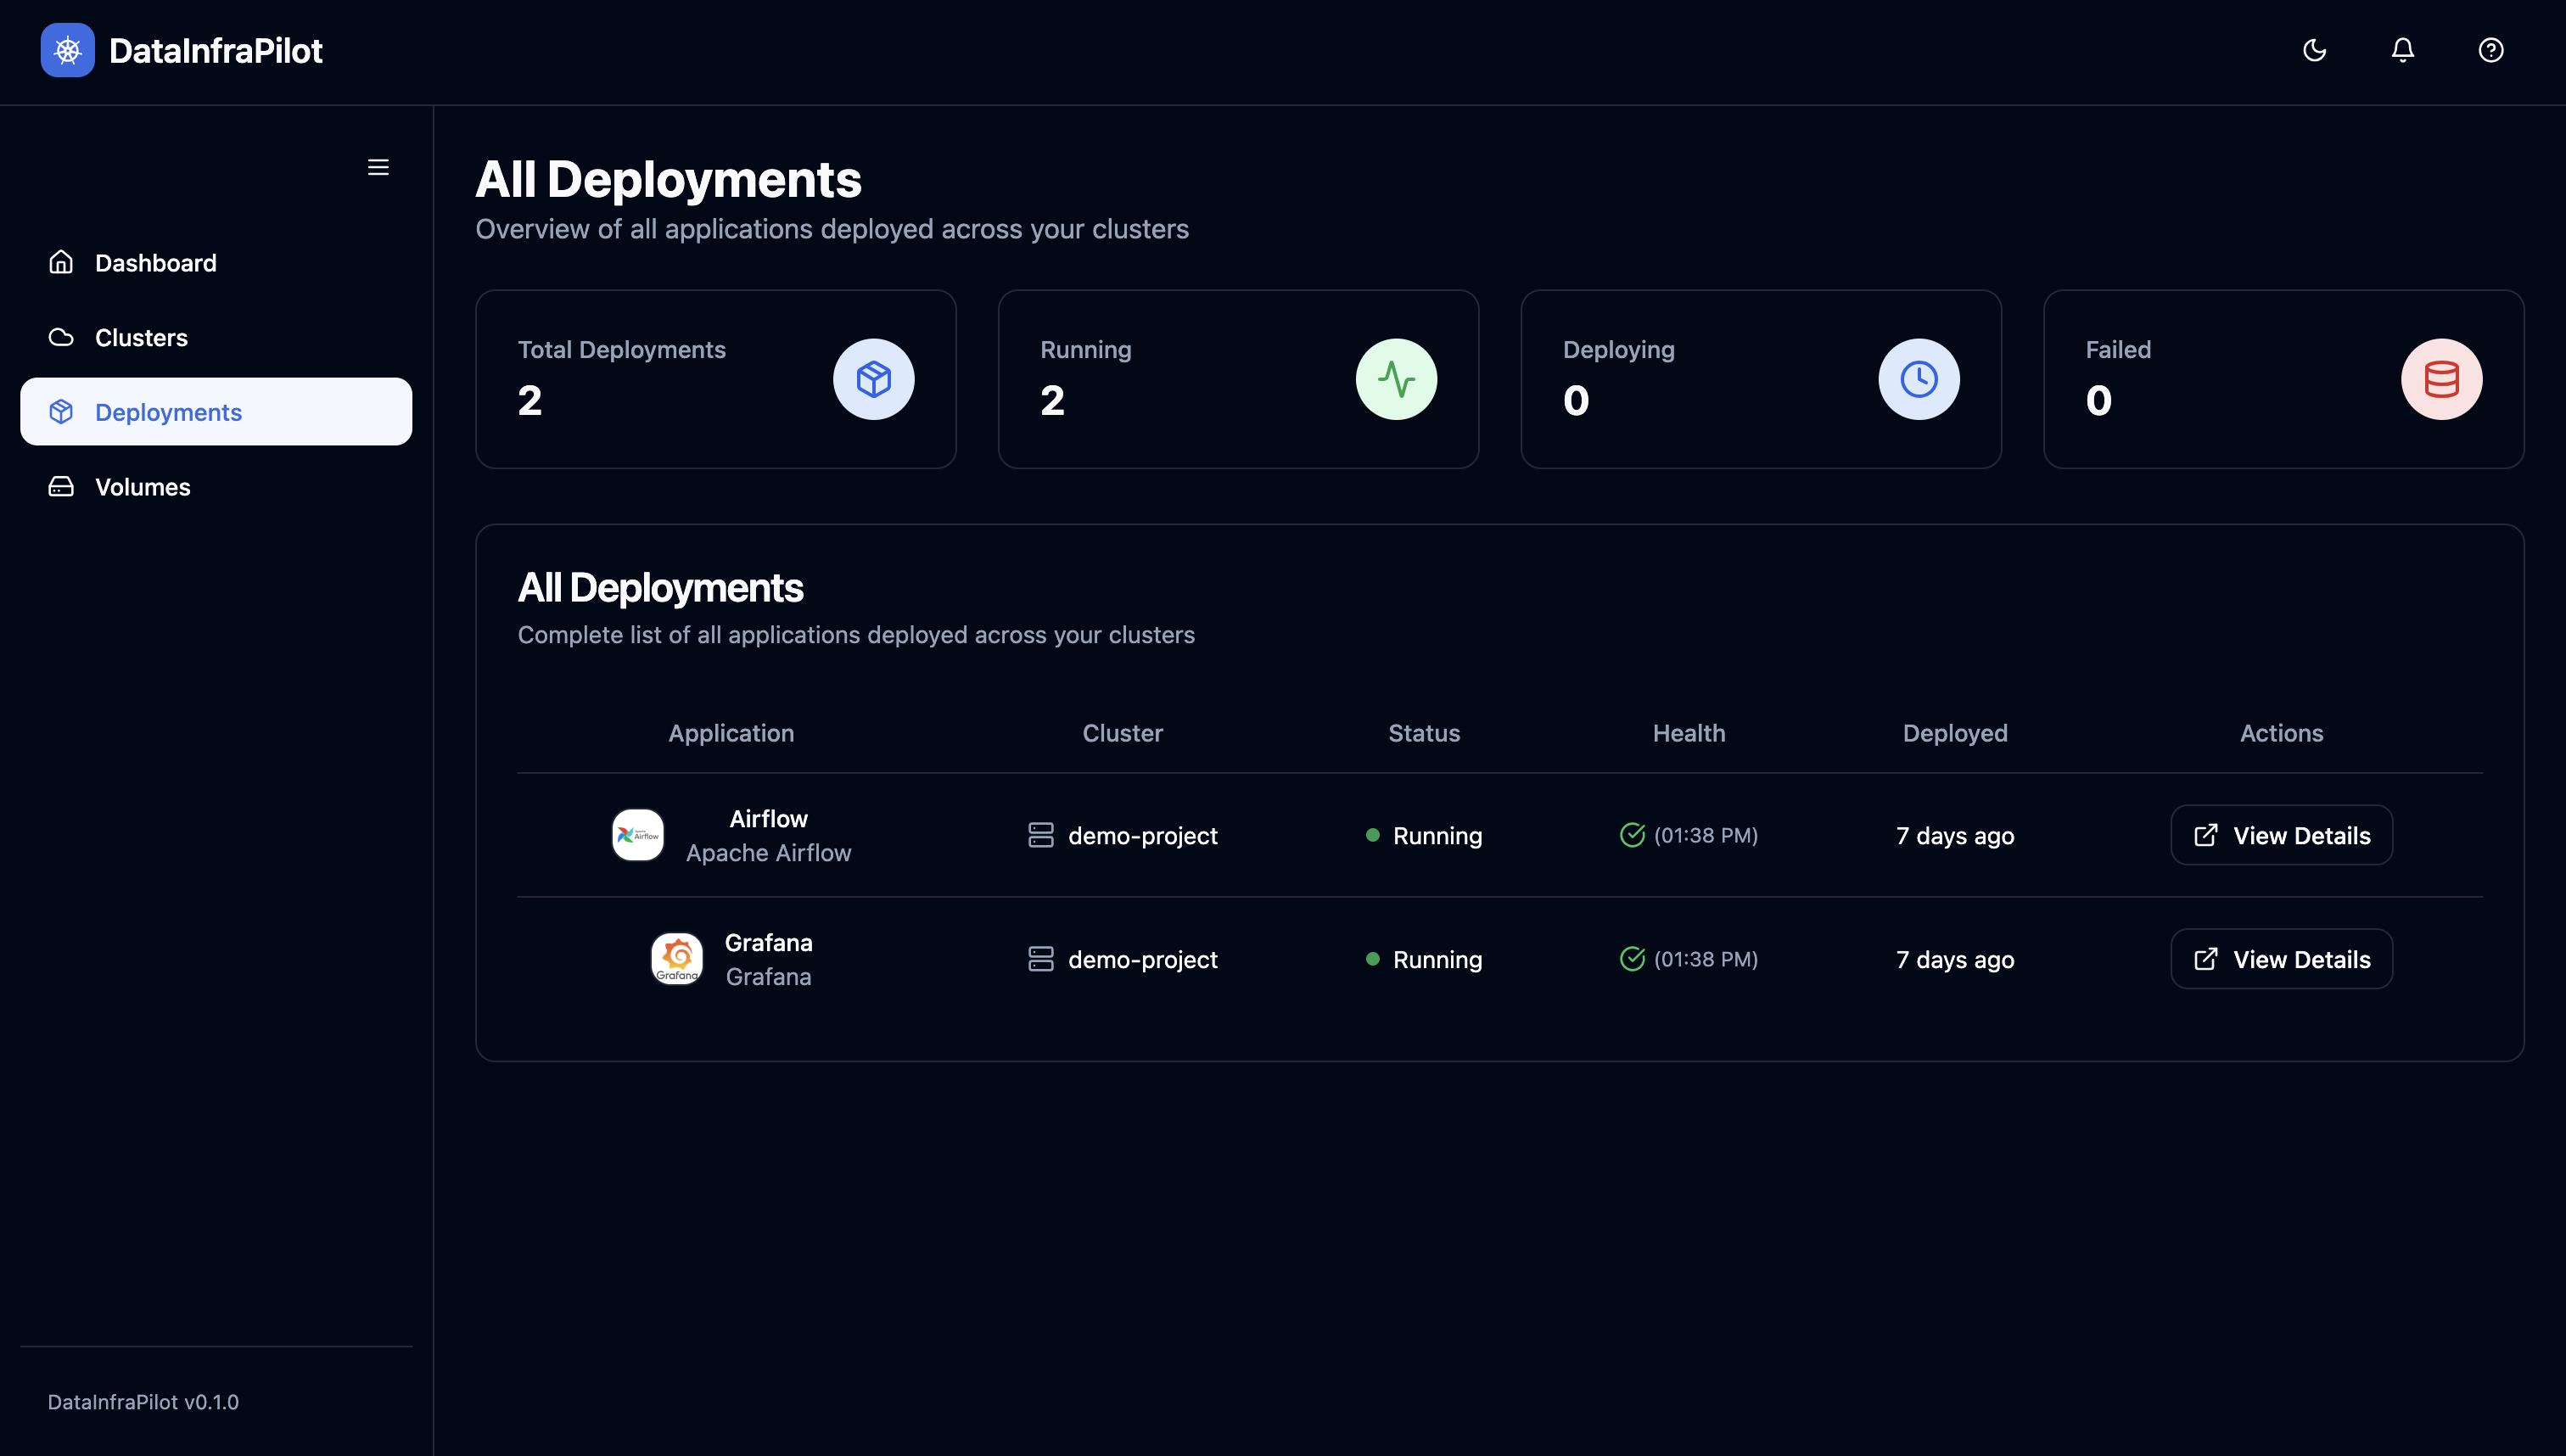 DataInfraPilot
Dashboard
Clusters
Deployments
Volumes
DataInfraPilot v0.1.0
All Deployments
Overview of all applications deployed across your clusters
Total Deployments
2
Running
2
Deploying
0
Failed
0
All Deployments
Complete list of all applications deployed across your clusters
Application Cluster Status Health Deployed Actions
Airflow
Airflow
Apache Airflow
demo-project Running (01:38 PM) 7 days ago View Details
Grafana
Grafana
Grafana
demo-project Running (01:38 PM) 7 days ago View Details